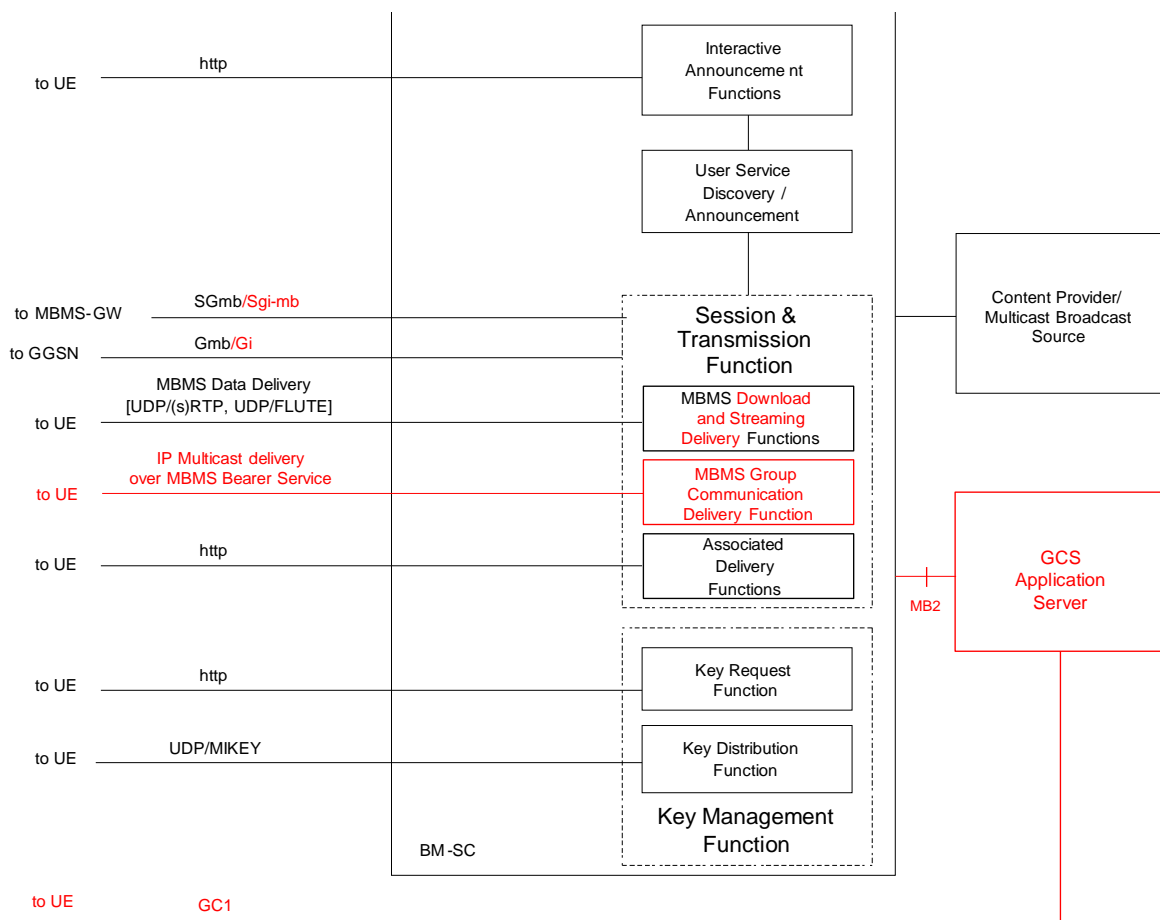 Interactive
Announcement
Functions
http
to UE
User Service
Discovery /
Announcement
SGmb/Sgi-mb
to MBMS-GW
Gmb/Gi
to GGSN
Session &
Transmission
Function
Content Provider/
Multicast Broadcast
Source
MBMS Data Delivery
[UDP/(s)RTP, UDP/FLUTE]
to UE
MBMS Download
and Streaming
Delivery Functions
IP Multicast delivery
over MBMS Bearer Service
to UE
MBMS Group
Communication
Delivery Function
http
to UE
Associated
Delivery
Functions
GCS
Application
Server
MB2
http
to UE
Key Request
Function
UDP/MIKEY
to UE
Key Distribution
Function
Key Management
Function
BM-SC
to UE
GC1